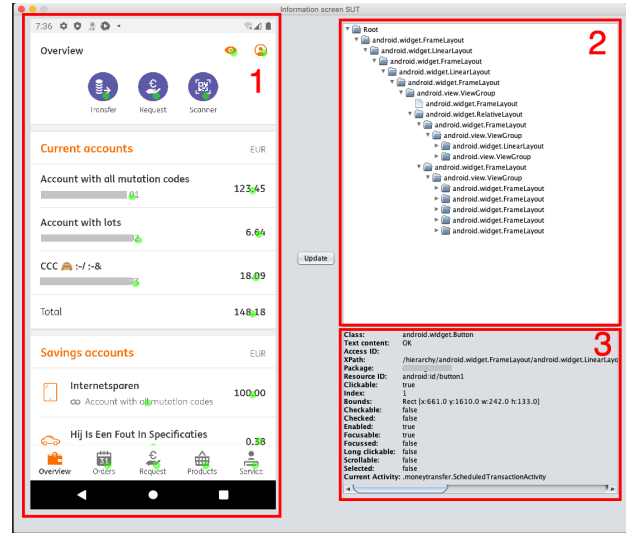 Information screen SUT
7:36
Overview
1
Transfer Request Scanner
Current accounts EUR
Account with all mutation codes
123,45
01
Account with lots
6,64
CCC 🙈 :-/ :-&
18,09
Total 148,18
Savings accounts EUR
Internetsparen
100,00
Account with all mutation codes
Hij Is Een Fout In Specificaties
0,38
Overview Orders Request Products Service
31
Update
2
Root
android.widget.FrameLayout
android.widget.LinearLayout
android.widget.FrameLayout
android.widget.LinearLayout
android.widget.FrameLayout
android.view.ViewGroup
android.widget.FrameLayout
android.widget.RelativeLayout
android.widget.FrameLayout
android.view.ViewGroup
android.widget.LinearLayout
android.view.ViewGroup
android.widget.FrameLayout
android.view.ViewGroup
android.widget.FrameLayout
android.widget.FrameLayout
android.widget.FrameLayout
android.widget.FrameLayout
android.widget.FrameLayout
3
Class: android.widget.Button
Text content: OK
Access ID:
XPath: /hierarchy/android.widget.FrameLayout/android.widget.LinearLayo
Package:
Resource ID: android:id/button1
Clickable: true
Index: 1
Bounds: Rect [x:661.0 y:1610.0 w:242.0 h:133.0]
Checkable: false
Checked: false
Enabled: true
Focusable: true
Focussed: false
Long clickable: false
Scrollable: false
Selected: false
Current Activity: .moneytransfer.ScheduledTransactionActivity